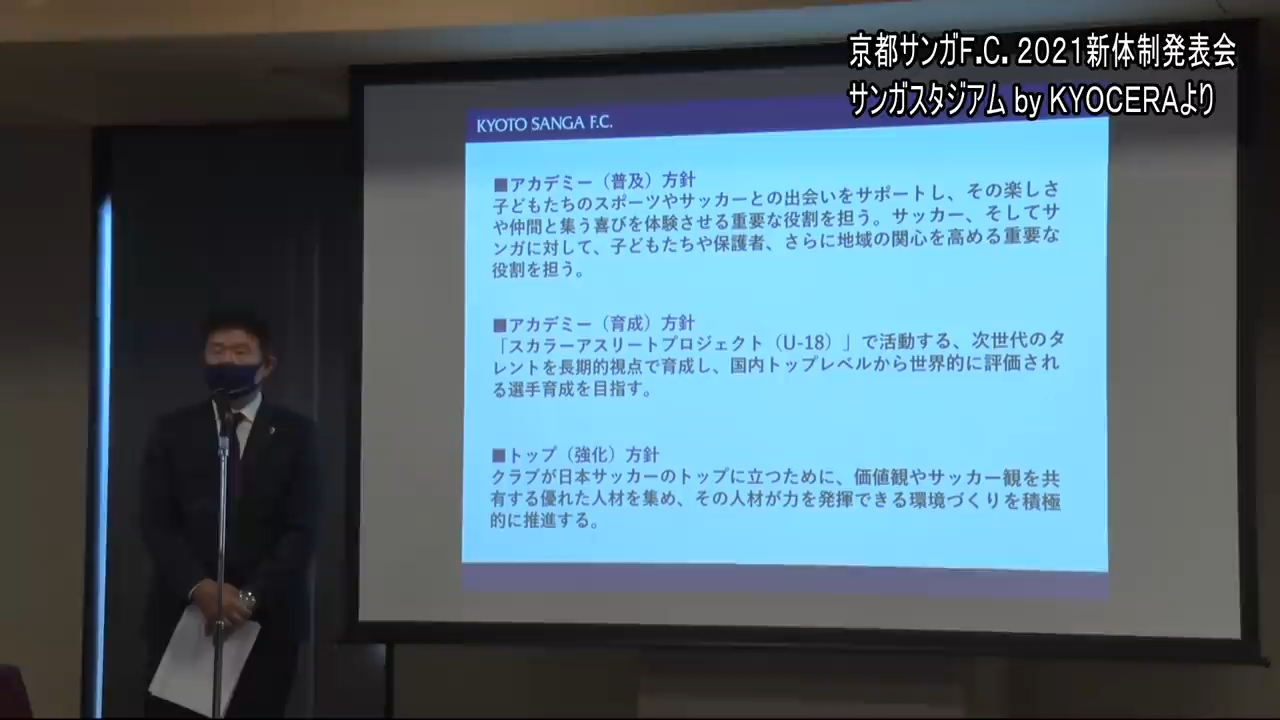 京都サンガF.C. 2021新体制発表会
サンガスタジアム by KYOCERAより
KYOTO SANGA F.C.
■アカデミー（普及）方針
子どもたちのスポーツやサッカーとの出会いをサポートし、その楽しさ
や仲間と集う喜びを体験させる重要な役割を担う。サッカー、そしてサ
ンガに対して、子どもたちや保護者、さらに地域の関心を高める重要な
役割を担う。
■アカデミー（育成）方針
「スカラーアスリートプロジェクト（U-18）」で活動する、次世代のタ
レントを長期的視点で育成し、国内トップレベルから世界的に評価され
る選手育成を目指す。
■トップ（強化）方針
クラブが日本サッカーのトップに立つために、価値観やサッカー観を共
有する優れた人材を集め、その人材が力を発揮できる環境づくりを積極
的に推進する。